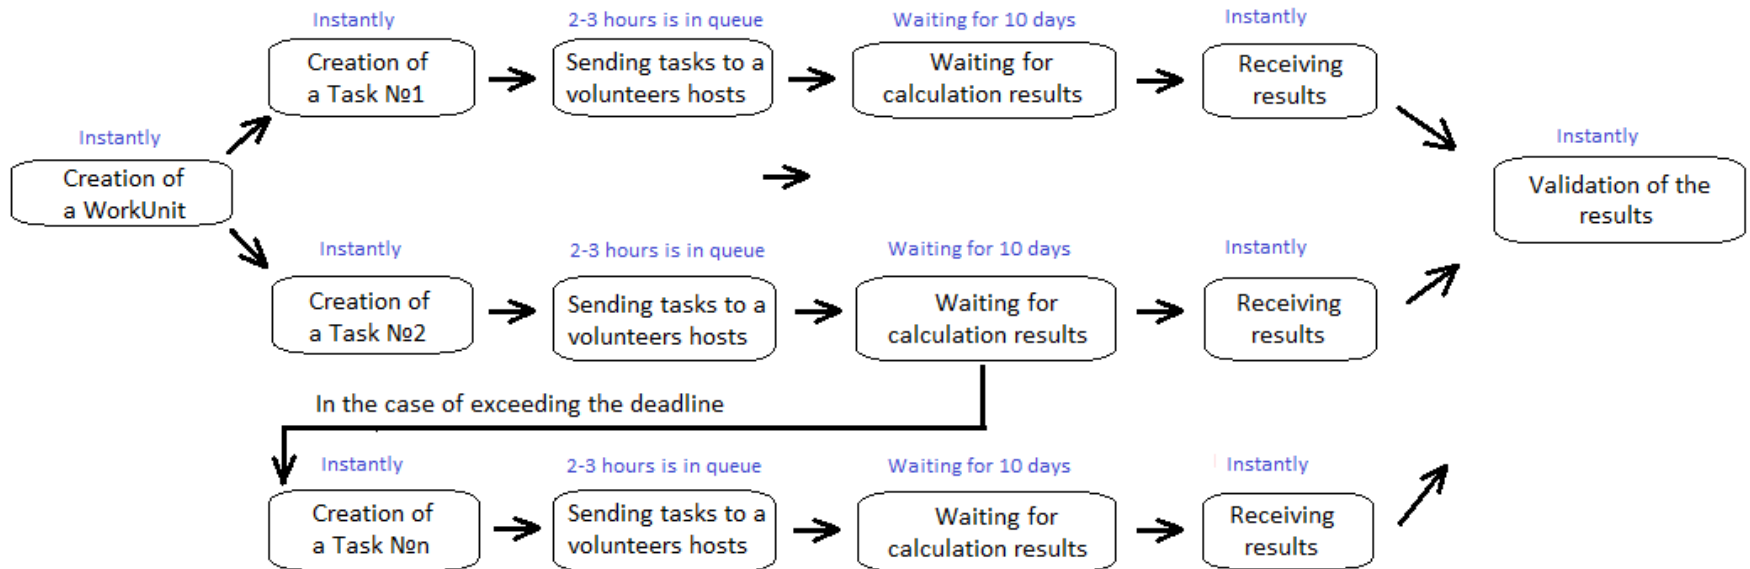 Instantly
2-3 hours is in queue
Waiting for 10 days
Instantly
Creation of
a Task №1
Sending tasks to a
volunteers hosts
Waiting for
calculation results
Receiving
results
Instantly
Creation of
a WorkUnit
Instantly
Validation of the
results
Instantly
2-3 hours is in queue
Waiting for 10 days
Instantly
Creation of
a Task №2
Sending tasks to a
volunteers hosts
Waiting for
calculation results
Receiving
results
In the case of exceeding the deadline
Instantly
2-3 hours is in queue
Waiting for 10 days
Instantly
Creation of
a Task №n
Sending tasks to a
volunteers hosts
Waiting for
calculation results
Receiving
results